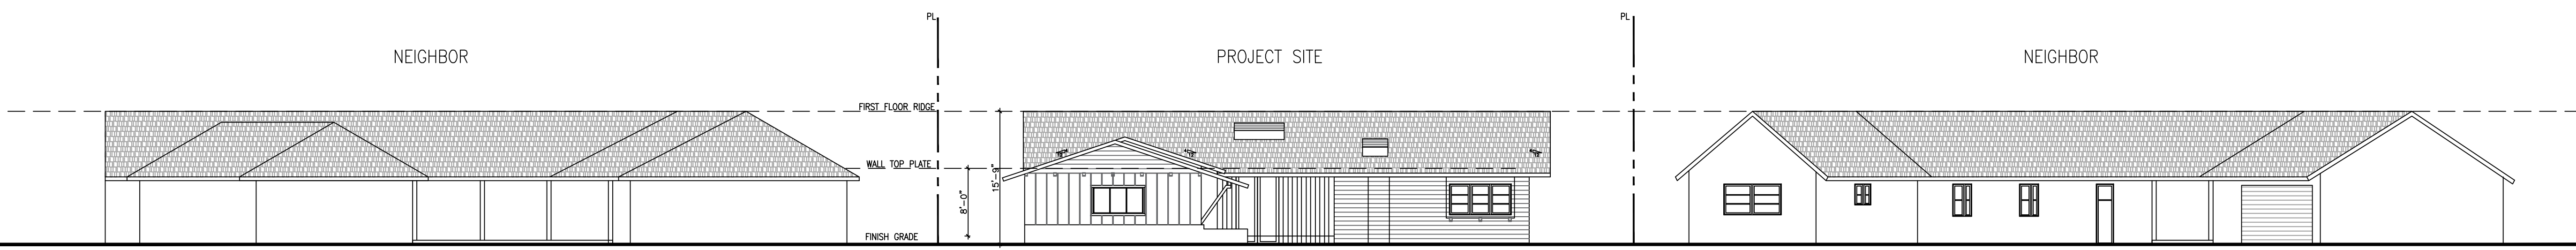 PL
PL
NEIGHBOR
PROJECT SITE
NEIGHBOR
FIRST FLOOR RIDGE
WALL TOP PLATE
15'-9"
8'-0"
FINISH GRADE